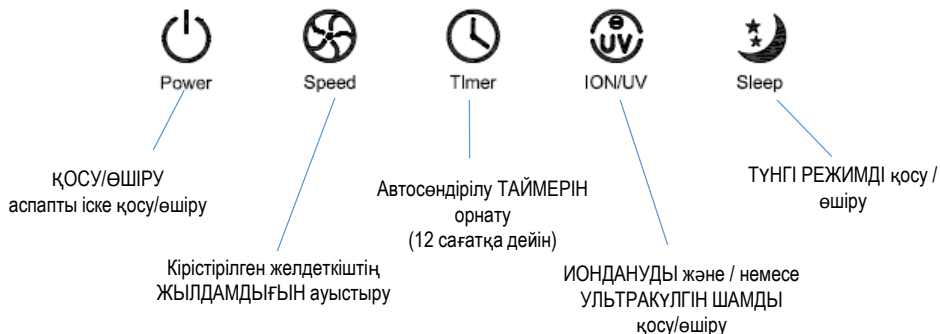 UV
Power
Speed
TImer
ION/UV
Sleep
ҚОСУ/ӨШІРУ
аспапты іске қосу/өшіру
Автосөндірілу ТАЙМЕРІН
орнату
(12 сағатқа дейін)
ТҮНГІ РЕЖИМДІ қосу /
өшіру
Кірістірілген желдеткіштің
ЖЫЛДАМДЫҒЫН ауыстыру
ИОНДАНУДЫ және / немесе
УЛЬТРАКҮЛГІН ШАМДЫ
қосу/өшіру